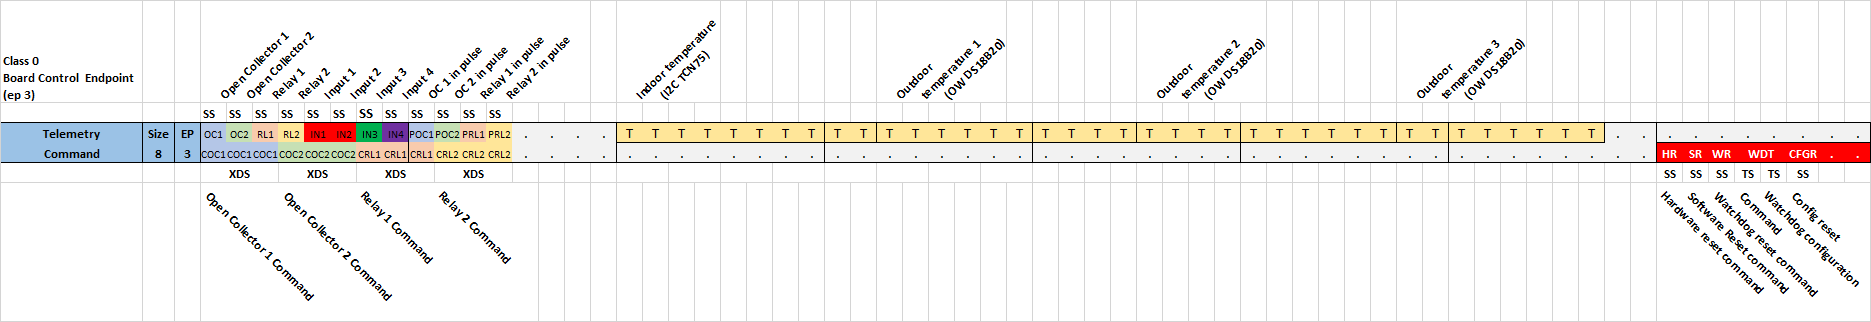 Class 0
Board Control Endpoint
(ep 3)
Open Collector 1
Open Collector 2
Relay 1
Relay 2
Input 1
Input 2
Input 3
Input 4
OC 1 in pulse
OC 2 in pulse
Relay 1 in pulse
Relay 2 in pulse
Indoor temperature
(I2C TCN75)
Outdoor
temperature 1
(OW DS18B20)
Outdoor
temperature 2
(OW DS18B20)
Outdoor
temperature 3
(OW DS18B20)
SS SS SS SS SS SS SS SS SS SS SS SS
Telemetry Size EP OC1 OC2 RL1 RL2 IN1 IN2 IN3 IN4 POC1 POC2 PRL1 PRL2 . . . . T T T T T T T T T T T T T T T T T T T T T T T T T T T T T T T T T T T T T T . . . . . . . . . .
Command 8 3 COC1 COC1 COC1 COC2 COC2 COC2 CRL1 CRL1 CRL1 CRL2 CRL2 CRL2 . . . . . . . . . . . . . . . . . . . . . . . . . . . . . . . . . . . . . . . . . . . . HR SR WR WDT CFGR . .
XDS XDS XDS XDS
SS SS SS TS TS SS
Open Collector 1 Command
Open Collector 2 Command
Relay 1 Command
Relay 2 Command
Hardware reset command
Software Reset command
Watchdog reset command
Command
Watchdog configuration
Config reset